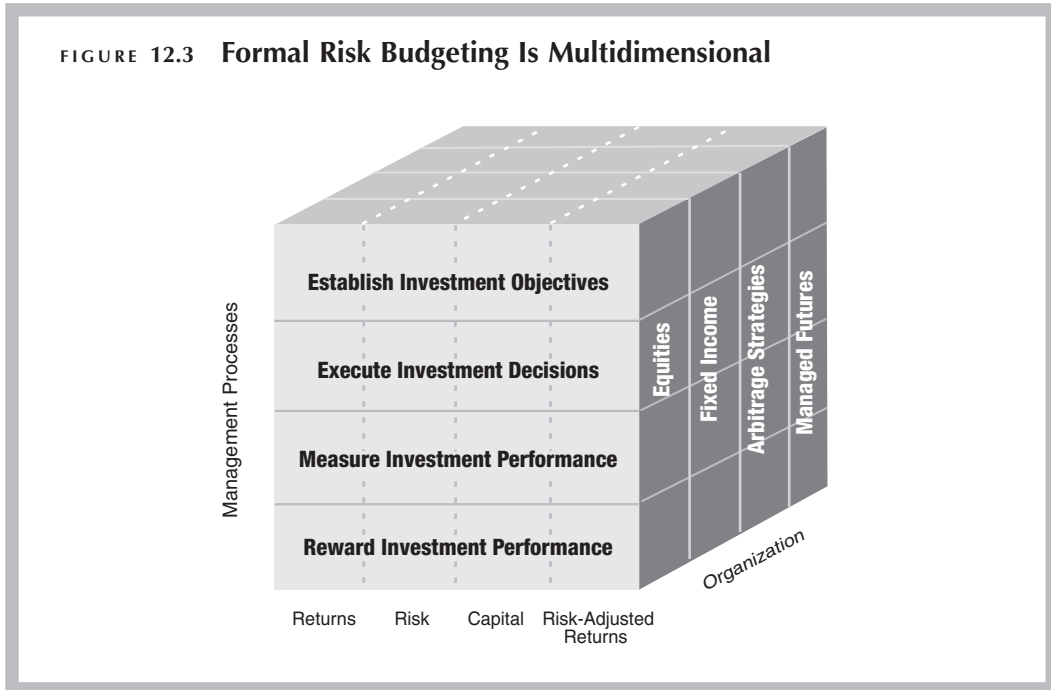 FIGURE 12.3 Formal Risk Budgeting Is Multidimensional
Management Processes
Establish Investment Objectives
Execute Investment Decisions
Measure Investment Performance
Reward Investment Performance
Equities
Fixed Income
Arbitrage Strategies
Managed Futures
Organization
Returns Risk Capital Risk-Adjusted
Returns